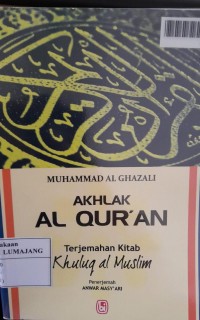 MUHAMMAD AL GHAZALI
AKHLAK
AL QUR'AN
Terjemahan Kitab
Khuluq al Muslim
Penerjemah
ANWAR MASY'ARI
akaan
LUMAJANG